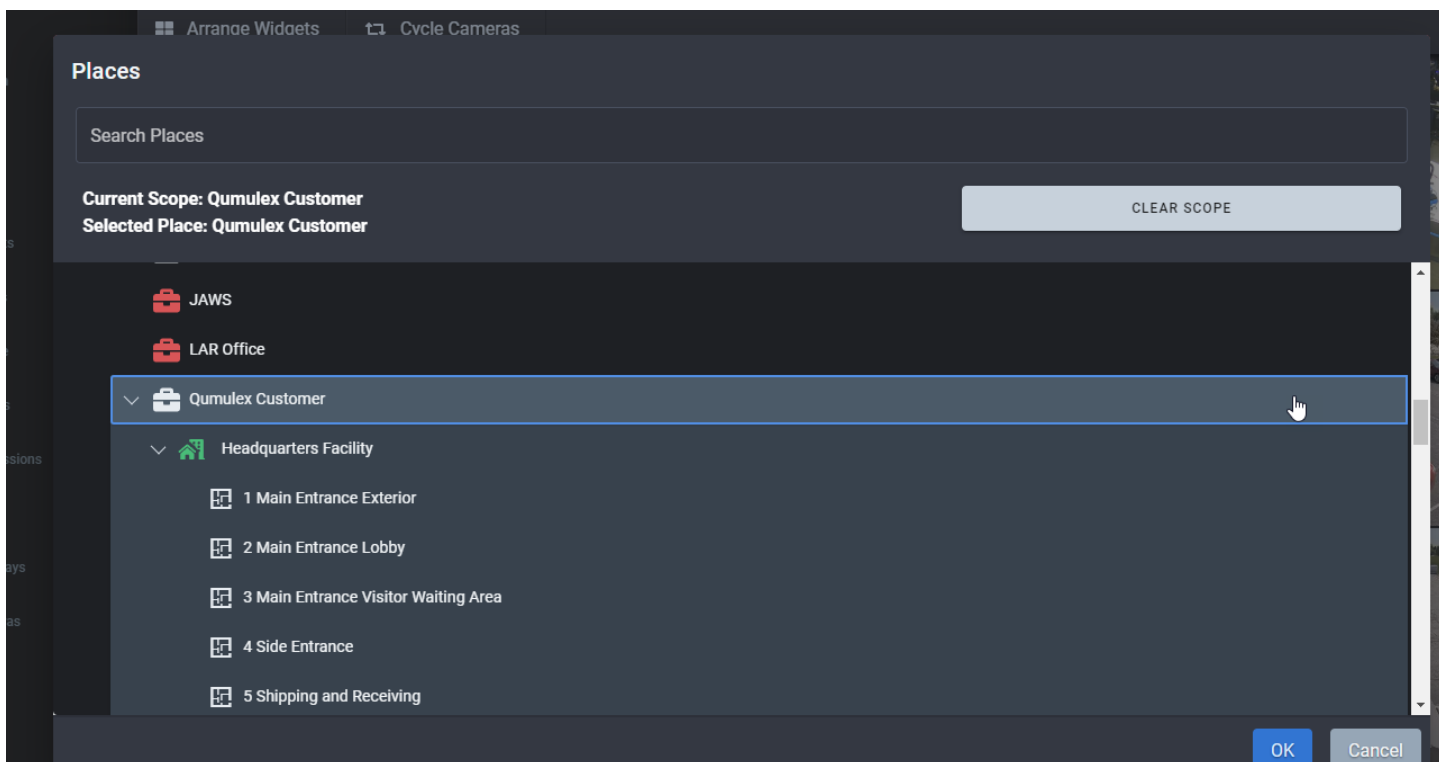 Arrange Widgets
Cycle Cameras
Places
Search Places
Current Scope: Qumulex Customer
Selected Place: Qumulex Customer
CLEAR SCOPE
JAWS
LAR Office
Qumulex Customer
Headquarters Facility
1 Main Entrance Exterior
2 Main Entrance Lobby
3 Main Entrance Visitor Waiting Area
4 Side Entrance
5 Shipping and Receiving
OK
Cancel